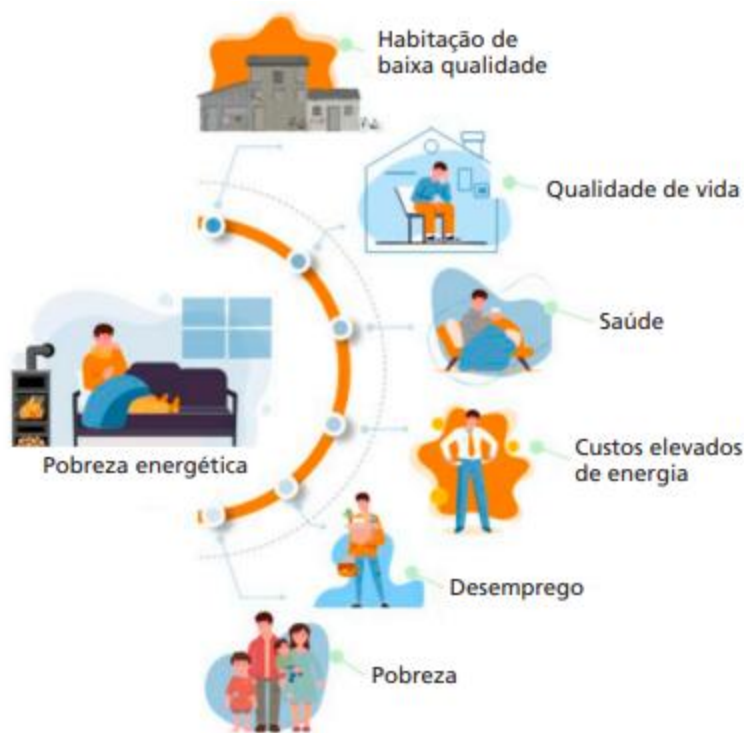 Habitação de
baixa qualidade
Qualidade de vida
Saúde
Custos elevados
de energia
Pobreza energética
Desemprego
Pobreza